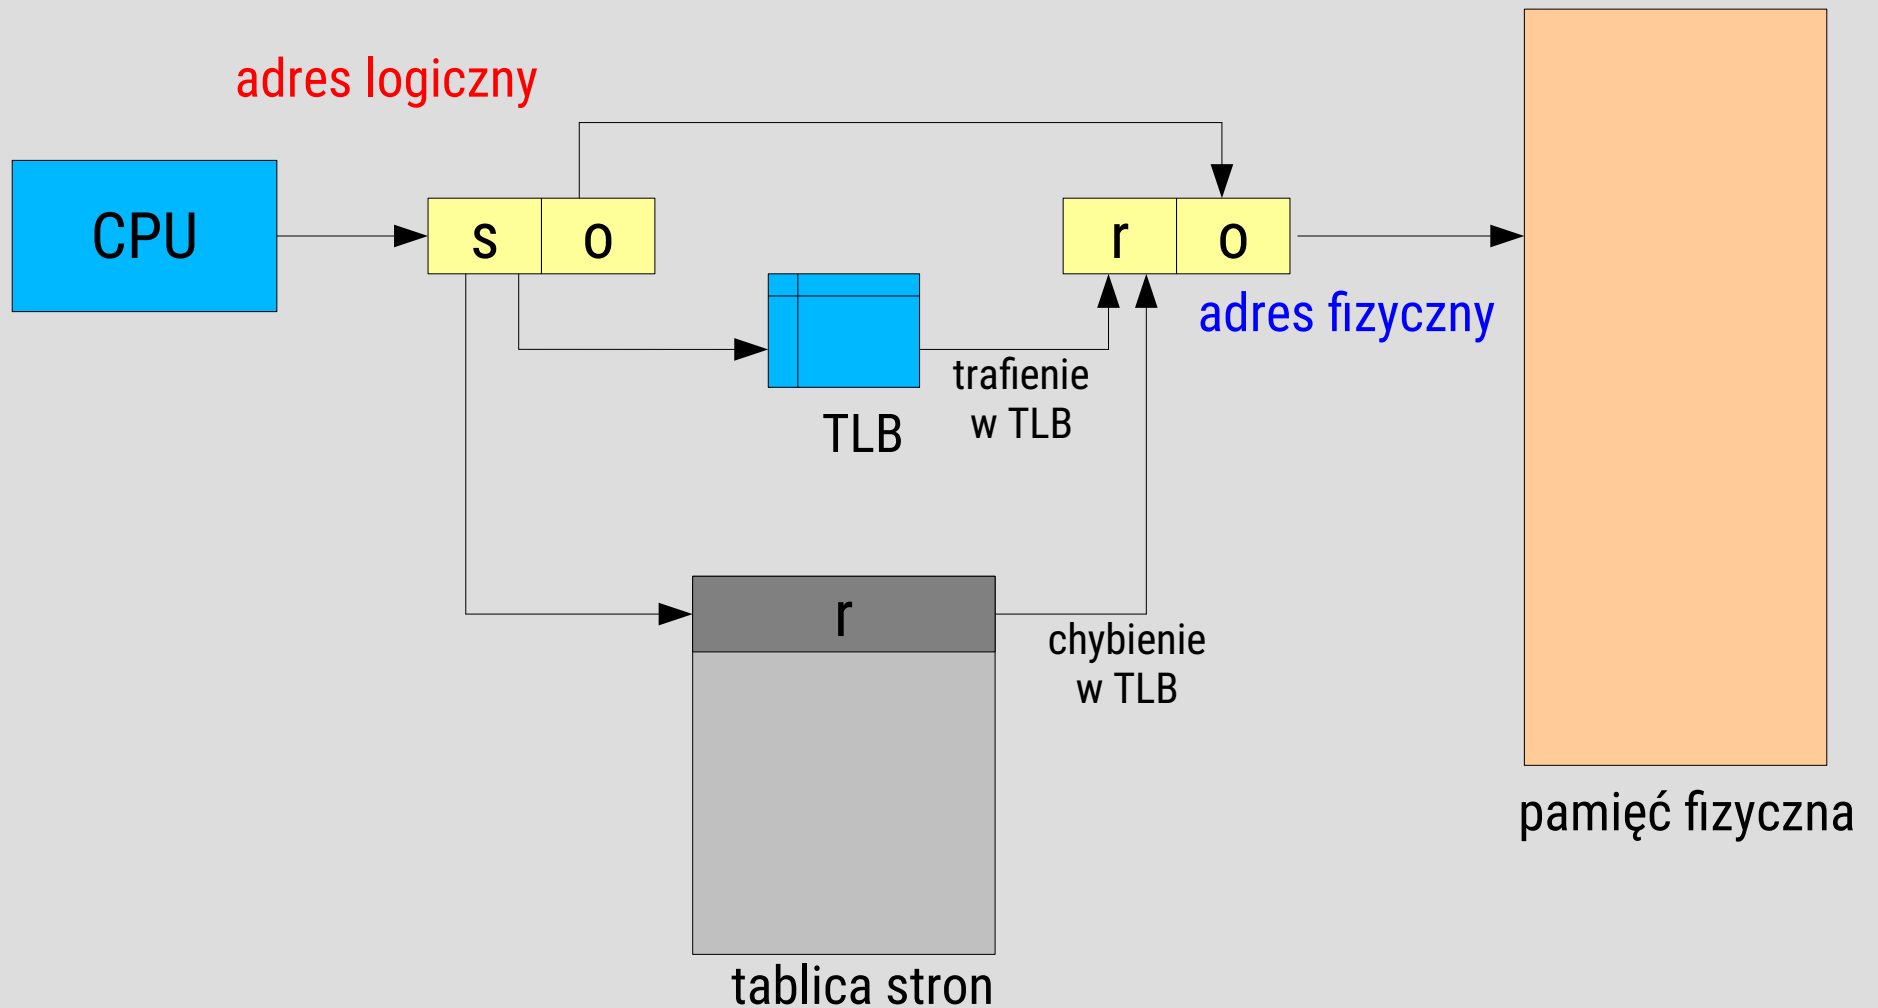 adres logiczny
CPU
s
o
r
o
adres fizyczny
TLB
trafienie
w TLB
r
chybienie
w TLB
tablica stron
pamięć fizyczna